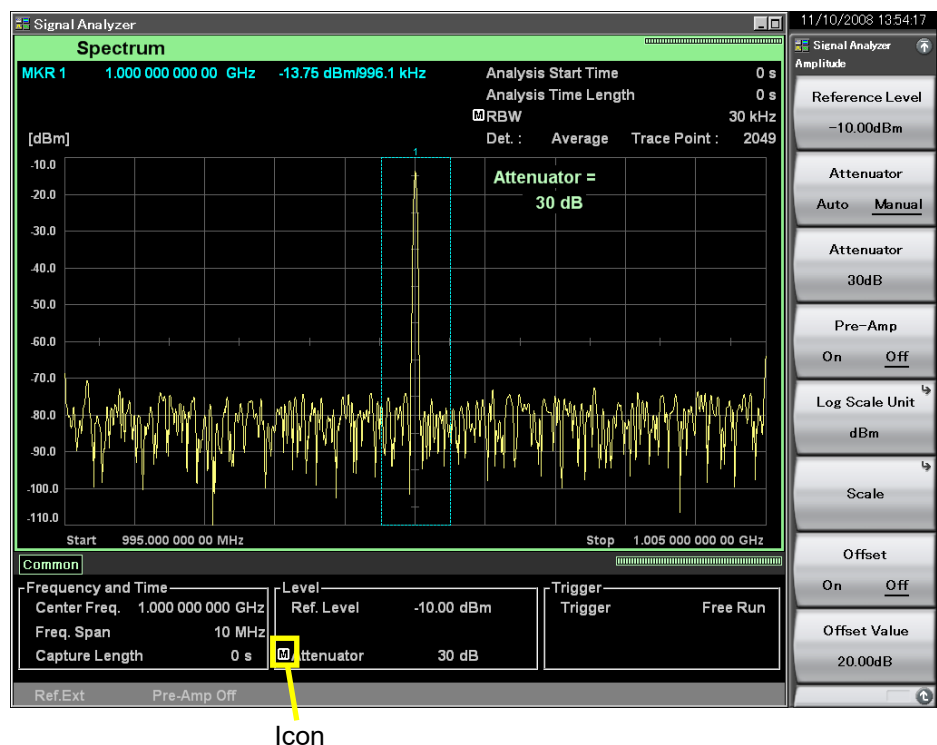 Signal Analyzer
Spectrum
MKR 1 1.000 000 000 00 GHz -13.75 dBm/996.1 kHz
Analysis Start Time 0 s
Analysis Time Length 0 s
M RBW 30 kHz
[dBm]
Det. : Average Trace Point : 2049
1
Attenuator =
30 dB
-10.0
-20.0
-30.0
-40.0
-50.0
-60.0
-70.0
-80.0
-90.0
-100.0
-110.0
Start 995.000 000 00 MHz
Stop 1.005 000 000 00 GHz
Common
Frequency and Time
Center Freq. 1.000 000 000 GHz
Freq. Span 10 MHz
Capture Length 0 s
Level
Ref. Level -10.00 dBm
M Attenuator 30 dB
Trigger
Trigger Free Run
Ref.Ext Pre-Amp Off
Icon
11/10/2008 13:54:17
Signal Analyzer
Amplitude
Reference Level
-10.00dBm
Attenuator
Auto Manual
Attenuator
30dB
Pre-Amp
On Off
Log Scale Unit
dBm
Scale
Offset
On Off
Offset Value
20.00dB